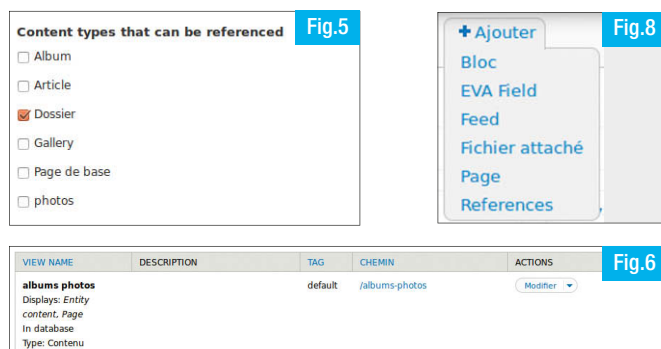 Content types that can be referenced
Fig.5
Album
Article
Dossier
Gallery
Page de base
photos
+ Ajouter
Fig.8
Bloc
EVA Field
Feed
Fichier attaché
Page
References
VIEW NAME DESCRIPTION TAG CHEMIN ACTIONS
Fig.6
albums photos default /albums-photos Modifier
Displays: Entity
content, Page
In database
Type: Contenu